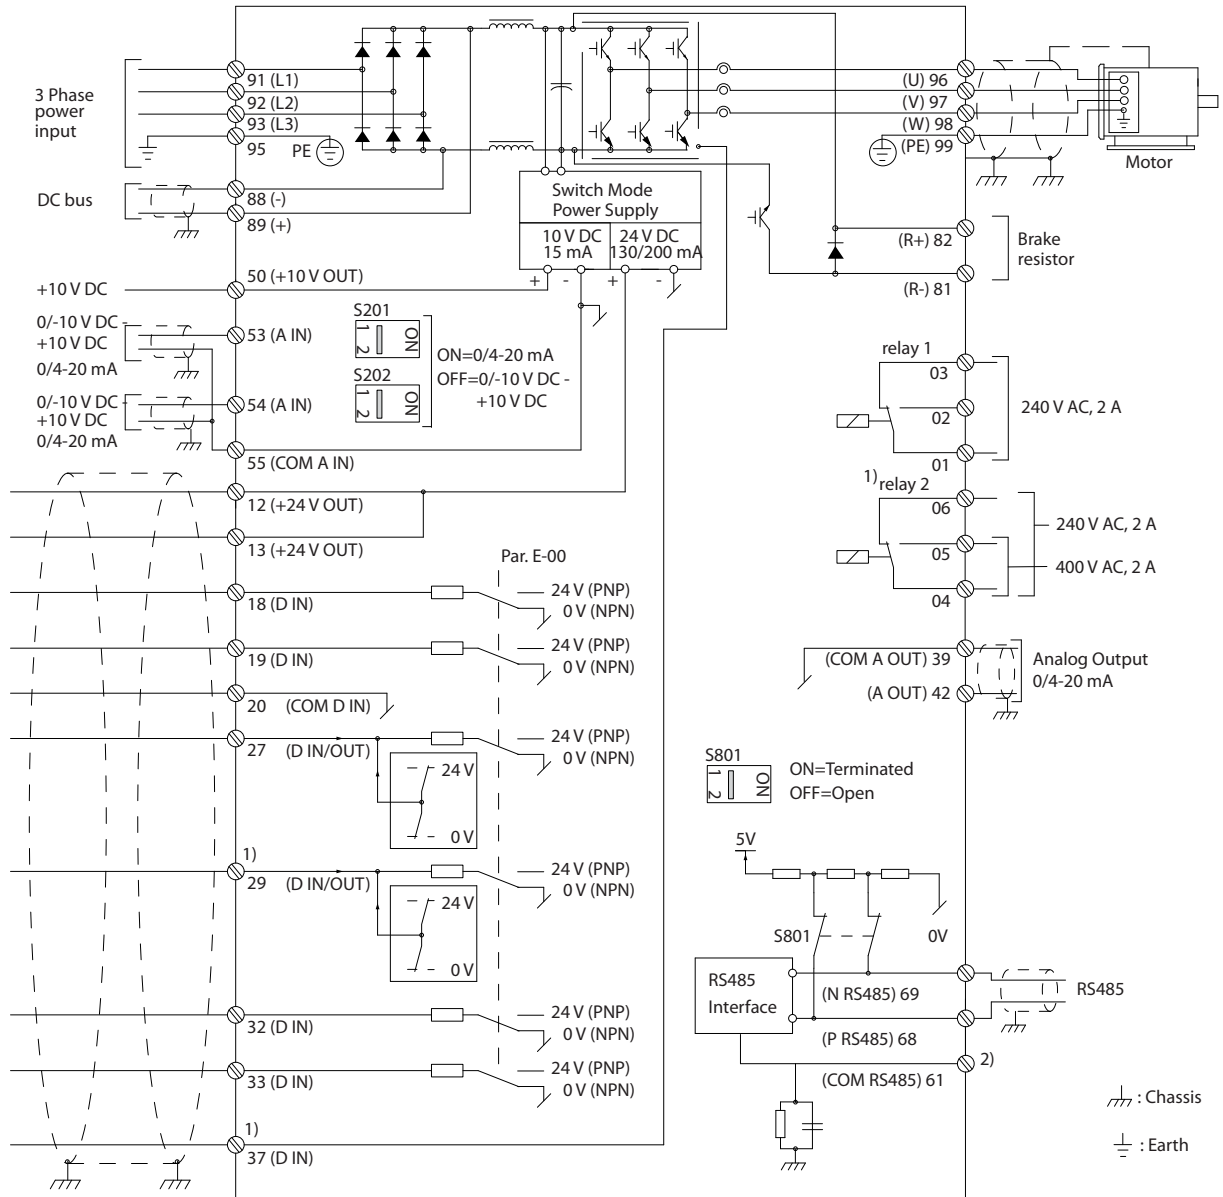 3 Phase
power
input
91 (L1)
92 (L2)
93 (L3)
95
PE
DC bus
88 (-)
89 (+)
Switch Mode
Power Supply
10 V DC
15 mA
24 V DC
130/200 mA
+ - + -
(U) 96
(V) 97
(W) 98
(PE) 99
Motor
(R+) 82
(R-) 81
Brake
resistor
+10 V DC
50 (+10 V OUT)
0/-10 V DC -
+10 V DC
0/4-20 mA
53 (A IN)
0/-10 V DC -
+10 V DC
0/4-20 mA
54 (A IN)
55 (COM A IN)
S201
1 2 ON
S202
1 2 ON
ON=0/4-20 mA
OFF=0/-10 V DC -
+10 V DC
relay 1
03
02
01
240 V AC, 2 A
1) relay 2
06
05
04
240 V AC, 2 A
400 V AC, 2 A
12 (+24 V OUT)
13 (+24 V OUT)
Par. E-00
18 (D IN)
24 V (PNP)
0 V (NPN)
19 (D IN)
24 V (PNP)
0 V (NPN)
20 (COM D IN)
27 (D IN/OUT)
24 V
0 V
24 V (PNP)
0 V (NPN)
1)
29 (D IN/OUT)
24 V
0 V
24 V (PNP)
0 V (NPN)
32 (D IN)
24 V (PNP)
0 V (NPN)
33 (D IN)
24 V (PNP)
0 V (NPN)
1)
37 (D IN)
(COM A OUT) 39
(A OUT) 42
Analog Output
0/4-20 mA
S801
1 2 ON
ON=Terminated
OFF=Open
5V
S801
0V
RS485
Interface
(N RS485) 69
(P RS485) 68
(COM RS485) 61
2)
RS485
: Chassis
: Earth